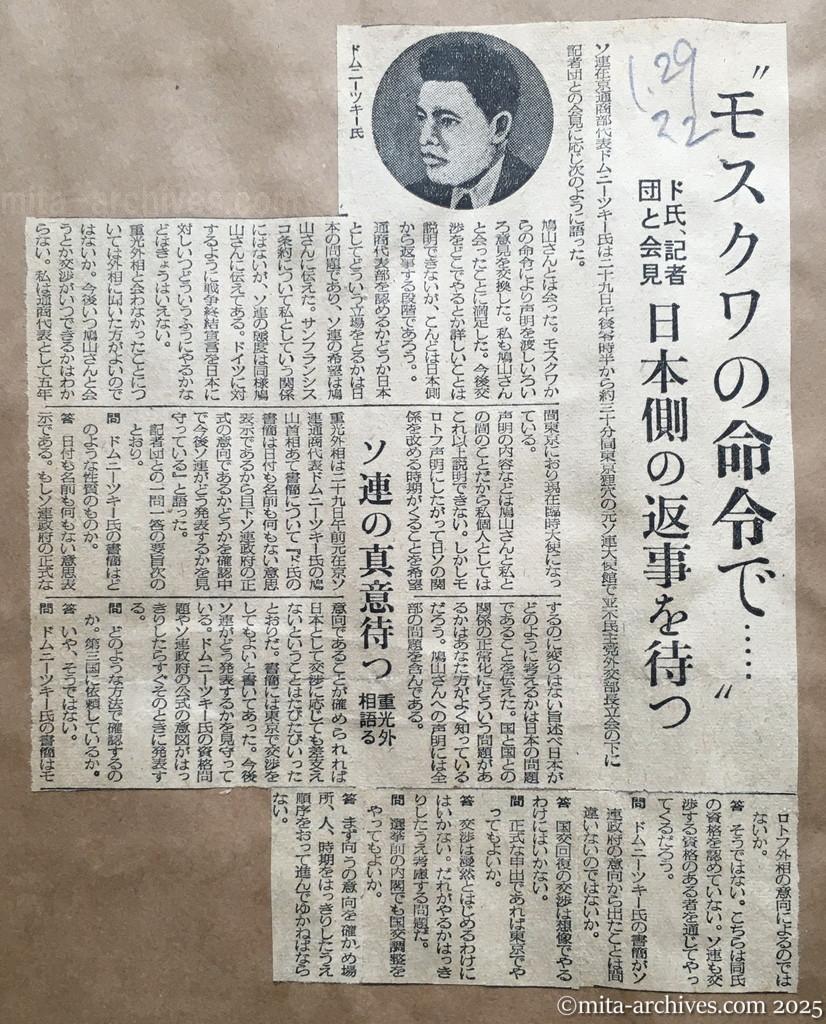 1.29
22
“モスクワの命令で……”
ド氏、記者
団と会見
日本側の返事を待つ
ソ連在京通商部代表ドムニーツキー氏は二十九日午後零時半から約三十分間東京狸穴の元ソ連大使館で並木民主党外交部長立会の下に
記者団との会見に応じ次のように語った。
ドムニーツキー氏
鳩山さんとは会った。モスクワか
らの命令により声明を渡しいろい
ろ意見を交換した。私も鳩山さん
と会ったことに満足した。今後交
渉をどこでやるとか詳しいことは
説明できないが、こんどは日本側
から返事する段階であろう。
通商代表部を認めるかどうか日本
としてどういう立場をとるかは日
本の問題であり、ソ連の希望は鳩
山さんに伝えた。サンフランシス
コ条約について私としていう関係
にはないが、ソ連の態度は同様鳩
山さんに伝えてある。ドイツに対
するように戦争終結宣言を日本に
対しいつどういうふうにやるかな
どはきょうはいえない。
重光外相と会わなかったことにつ
いては外相に聞いた方がよいので
はないか。今後いつ鳩山さんと会
うとか交渉がいつできるかはわか
らない。私は通商代表として五年
間東京におり現在臨時大使になっ
ている。
声明の内容などは鳩山さんと私と
の間のことだから私個人としては
これ以上説明できない。しかしモ
ロトフ声明にしたがって日ソの関
係を改める時期がくることを希望
するのに変りはない旨述べ日本が
どのように考えるかは日本の問題
であることを伝えた。国と国との
関係の正常化にどういう問題があ
るかはあなた方がよく知っている
だろう。鳩山さんへの声明には全
部の問題を含んである。
ソ連の真意待つ
重光外
相語る
重光外相は二十九日午前元在京ソ
連通商代表ドムニーツキー氏の鳩
山首相あて書簡について『ド氏の
書簡は日付も名前も何もない意思
表示であるから目下ソ連政府の正
式の意向であるかどうかを確認中
で今後ソ連がどう発表するかを見
守っている』と語った。
記者団との一問一答の要旨次の
とおり。
問　ドムニーツキー氏の書簡はど
のような性質のものか。
答　日付も名前も何もない意思表
示である。もしソ連政府の正式な
意向であることが確められれば
日本として交渉に応じても差支え
ないということはたびたびいった
とおりだ。書簡には東京で交渉を
してもよいと書いてあった。今後
ソ連がどう発表するかを見守って
いる。ドムニーツキー氏の資格問
題やソ連政府の公式の意図がはっ
きりしたらすぐそのときに発表す
る。
問　どのような方法で確認するの
か。第三国に依頼しているか。
答　いや、そうではない。
問　ドムニーツキー氏の書簡はモ
ロトフ外相の意向によるのでは
ないか。
答　そうではない。こちらは同氏
の資格を認めていない。ソ連も交
渉する資格のある者を通じてやっ
てくるだろう。
問　ドムニーツキー氏の書簡がソ
連政府の意向から出たことは間
違いないのではないか。
答　国交回復の交渉は想像でやる
わけにはいかない。
問　正式な申出であれば東京でや
ってもよいか。
答　交渉は漫然とはじめるわけに
はいかない。だれがやるかはっき
りしたうえ考慮する問題だ。
問　選挙前の内閣でも国交調整を
やってもよいか。
答　まず向うの意向を確かめ場
所、人、時期をはっきりしたうえ
順序をおって進んでゆかねばなら
ない。
mita-archives.com
©mita-archives.com 2025